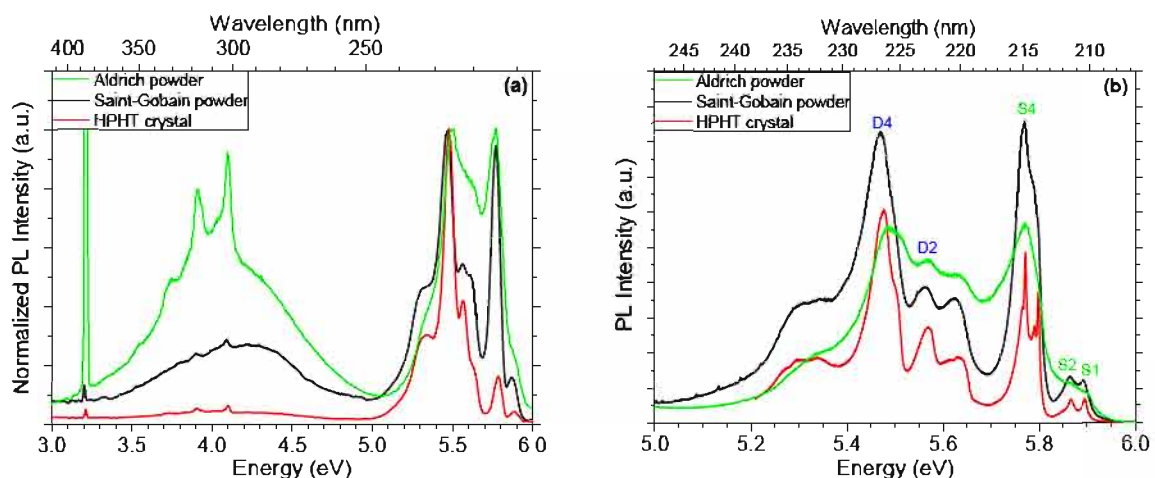 Wavelength (nm)
400 350 300 250
Aldrich powder
Saint-Gobain powder
HPHT crystal
(a)
Normalized PL Intensity (a.u.)
3.0 3.5 4.0 4.5 5.0 5.5 6.0
Energy (eV)
Wavelength (nm)
245 240 235 230 225 220 215 210
Aldrich powder
Saint-Gobain powder
HPHT crystal
(b)
D4
S4
D2
S2
S1
PL Intensity (a.u.)
5.0 5.2 5.4 5.6 5.8 6.0
Energy (eV)